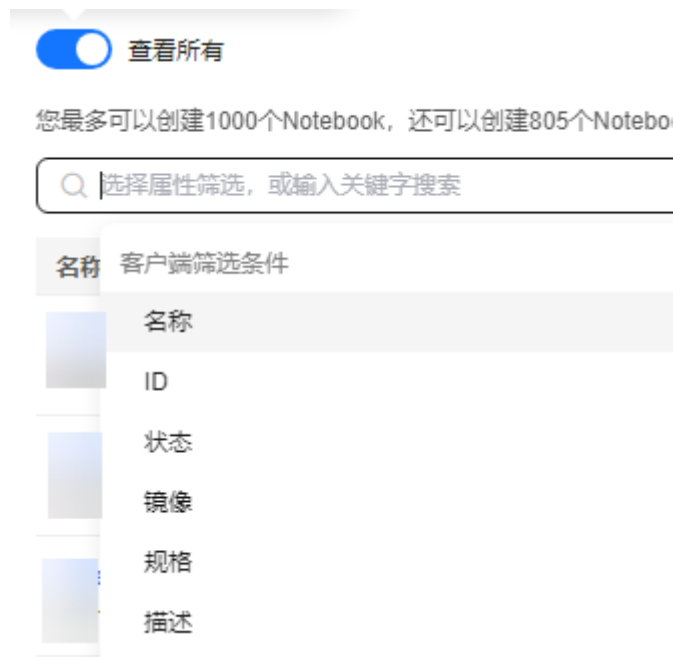 查看所有
您最多可以创建1000个Notebook，还可以创建805个Noteboo
选择属性筛选，或输入关键字搜索
名称
客户端筛选条件
名称
ID
状态
镜像
规格
描述